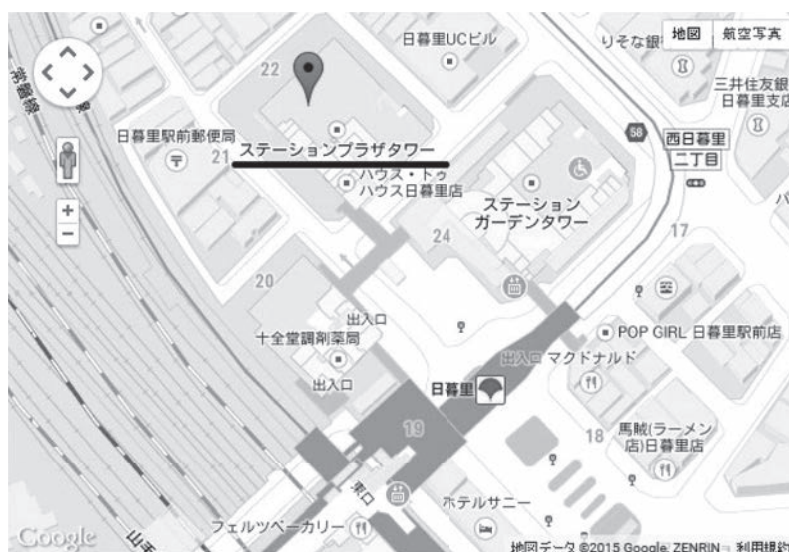 地図
航空写真
日暮里UCビル
りそな銀
三井住友銀
日暮里支店
22
58
西日暮里
二丁目
日暮里駅前郵便局
21
ステーションプラザタワー
ハウス・トゥ
ハウス日暮里店
ステーション
ガーデンタワー
常磐線
24
17
20
出入口
十全堂調剤薬局
出入口
POP GIRL 日暮里駅前店
出入口
マクドナルド
日暮里
19
18
馬賊(ラーメン
店)日暮里店
東口
ホテルサニー
フェルツベーカリー
山手
Google
地図データ ©2015 Google, ZENRIN
利用規約